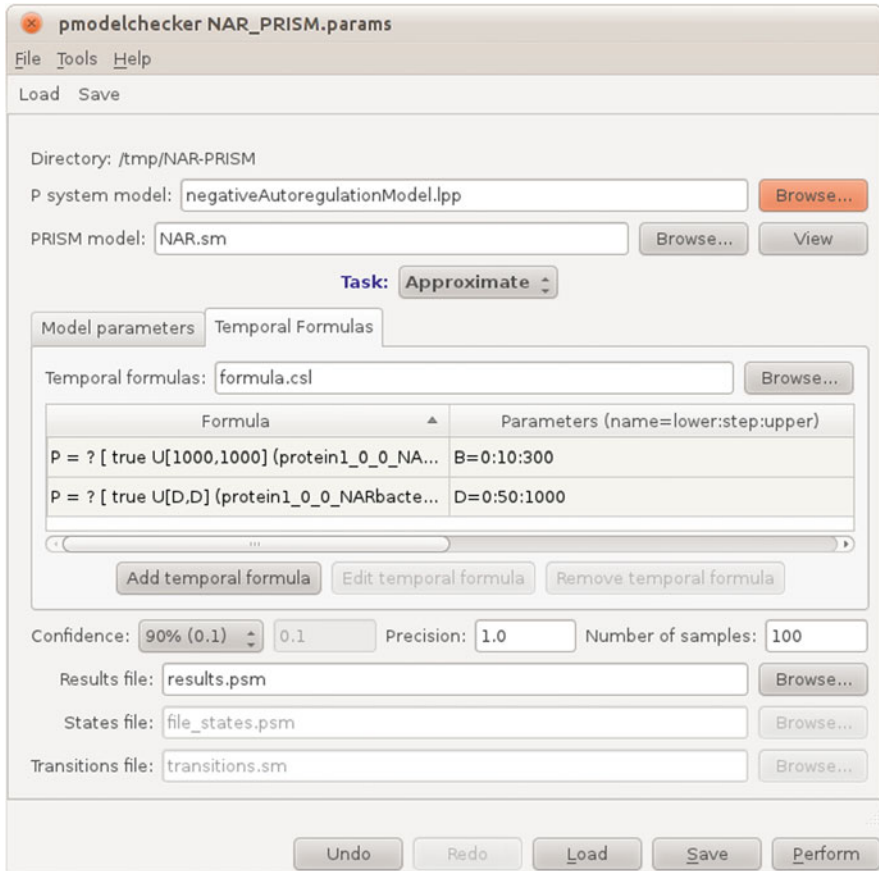 pmodelchecker NAR_PRISM.params
File Tools Help
Load Save
Directory: /tmp/NAR-PRISM
P system model: negativeAutoregulationModel.lpp Browse...
PRISM model: NAR.sm Browse... View
Task: Approximate
Model parameters Temporal Formulas
Temporal formulas: formula.csl Browse...
Formula Parameters (name=lower:step:upper)
P = ? [ true U[1000,1000] (protein1_0_0_NA... B=0:10:300
P = ? [ true U[D,D] (protein1_0_0_NARbacte... D=0:50:1000
Add temporal formula Edit temporal formula Remove temporal formula
Confidence: 90% (0.1) 0.1 Precision: 1.0 Number of samples: 100
Results file: results.psm Browse...
States file: file_states.psm Browse...
Transitions file: transitions.sm Browse...
Undo Redo Load Save Perform